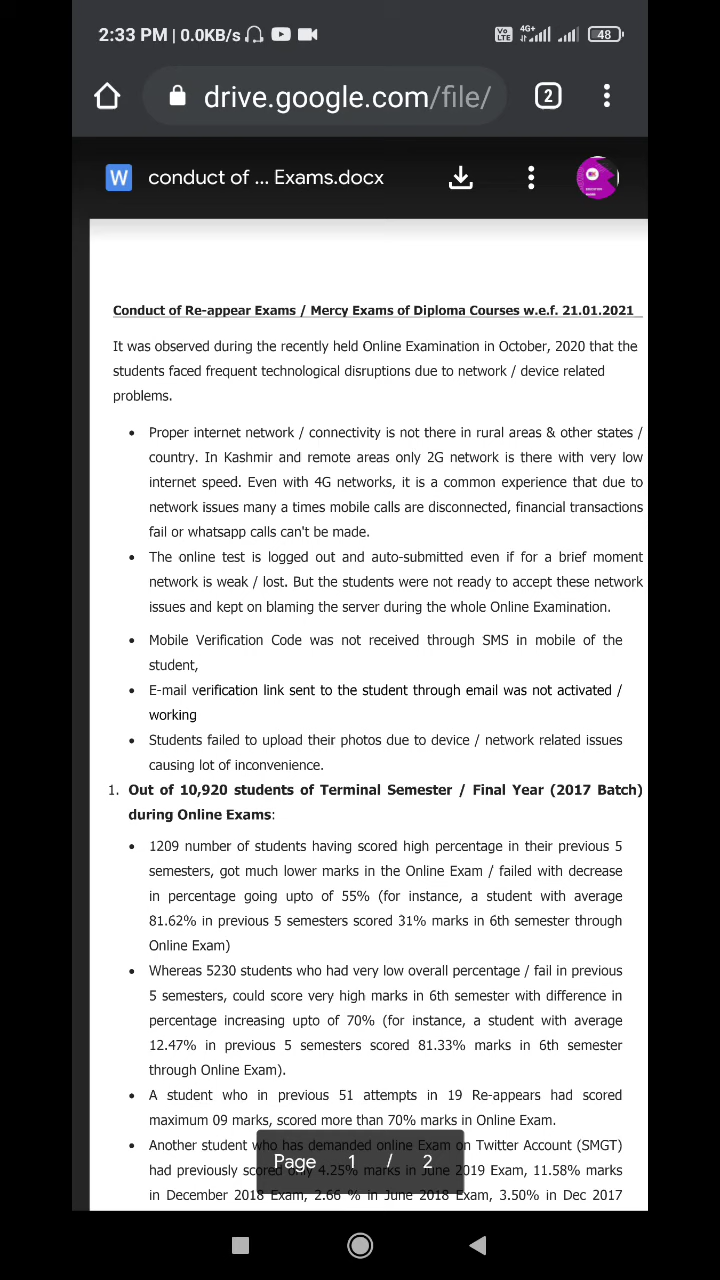 2:33 PM | 0.0KB/s
Vo LTE 4G+ 48
drive.google.com/file/ 2
W conduct of ... Exams.docx
Conduct of Re-appear Exams / Mercy Exams of Diploma Courses w.e.f. 21.01.2021
It was observed during the recently held Online Examination in October, 2020 that the
students faced frequent technological disruptions due to network / device related
problems.
• Proper internet network / connectivity is not there in rural areas & other states /
country. In Kashmir and remote areas only 2G network is there with very low
internet speed. Even with 4G networks, it is a common experience that due to
network issues many a times mobile calls are disconnected, financial transactions
fail or whatsapp calls can't be made.
• The online test is logged out and auto-submitted even if for a brief moment
network is weak / lost. But the students were not ready to accept these network
issues and kept on blaming the server during the whole Online Examination.
• Mobile Verification Code was not received through SMS in mobile of the
student,
• E-mail verification link sent to the student through email was not activated /
working
• Students failed to upload their photos due to device / network related issues
causing lot of inconvenience.
1. Out of 10,920 students of Terminal Semester / Final Year (2017 Batch)
during Online Exams:
• 1209 number of students having scored high percentage in their previous 5
semesters, got much lower marks in the Online Exam / failed with decrease
in percentage going upto of 55% (for instance, a student with average
81.62% in previous 5 semesters scored 31% marks in 6th semester through
Online Exam)
• Whereas 5230 students who had very low overall percentage / fail in previous
5 semesters, could score very high marks in 6th semester with difference in
percentage increasing upto of 70% (for instance, a student with average
12.47% in previous 5 semesters scored 81.33% marks in 6th semester
through Online Exam).
• A student who in previous 51 attempts in 19 Re-appears had scored
maximum 09 marks, scored more than 70% marks in Online Exam.
• Another student who has demanded online Exam on Twitter Account (SMGT)
had previously scored only 4.25% marks in June 2019 Exam, 11.58% marks
in December 2018 Exam, 2.66 % in June 2018 Exam, 3.50% in Dec 2017
Page 1 / 2